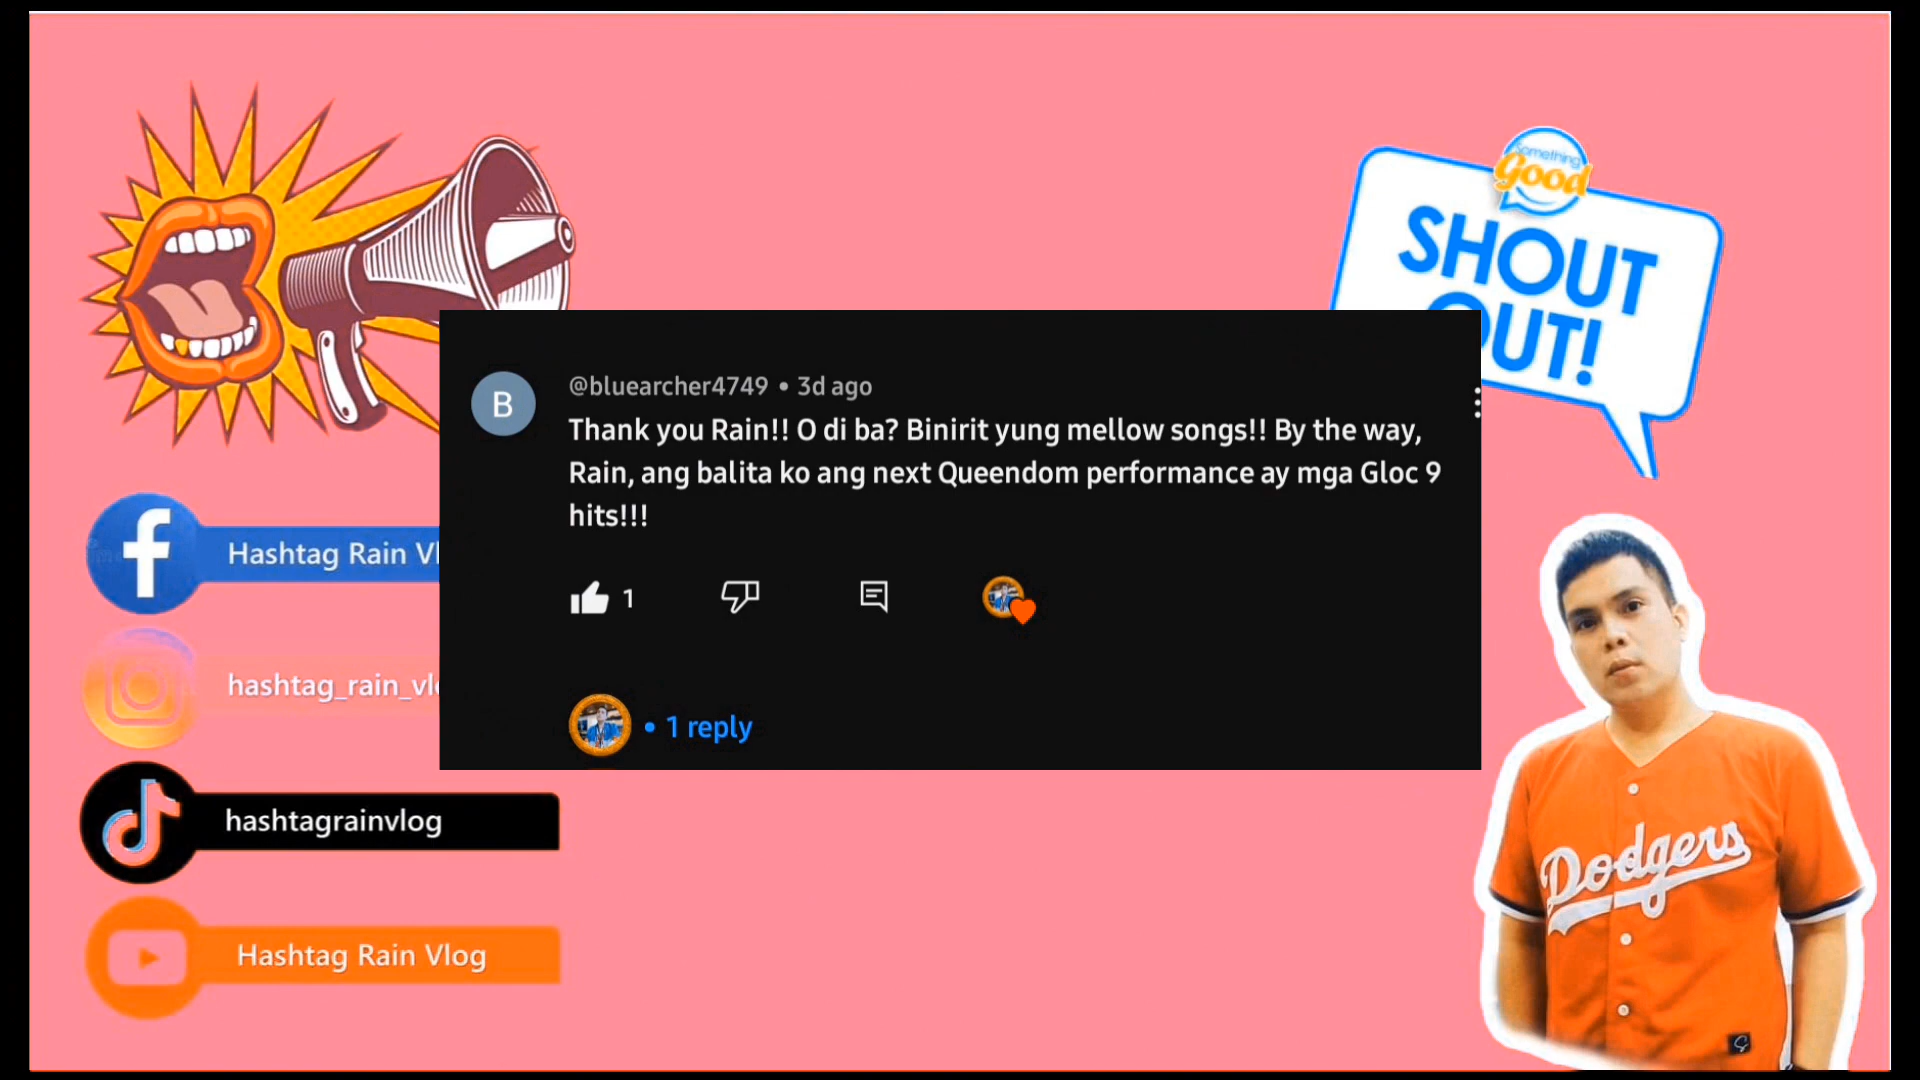 Something
Good
SHOUT
OUT!
B
@bluearcher4749 • 3d ago
Thank you Rain!! O di ba? Binirit yung mellow songs!! By the way,
Rain, ang balita ko ang next Queendom performance ay mga Gloc 9
hits!!!
1
• 1 reply
f
Hashtag Rain Vl
hashtag_rain_vl
hashtagrainvlog
Hashtag Rain Vlog
Dodgers